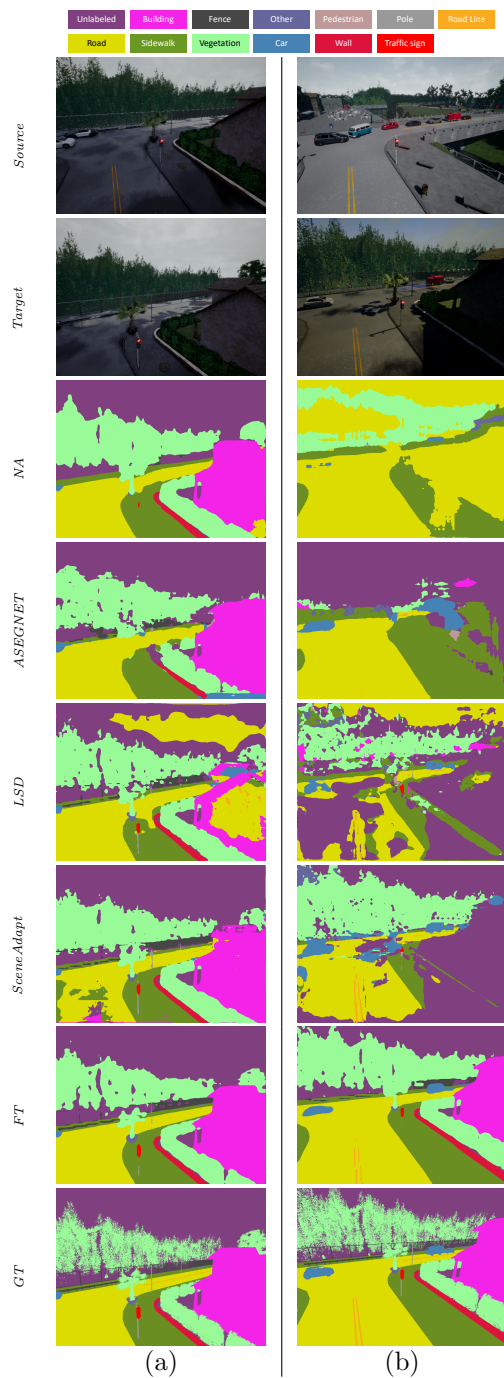 Unlabeled Building Fence Other Pedestrian Pole Road Line
Road Sidewalk Vegetation Car Wall Traffic sign
Source
Target
NA
ASEGNET
LSD
SceneAdapt
FT
GT
(a) (b)